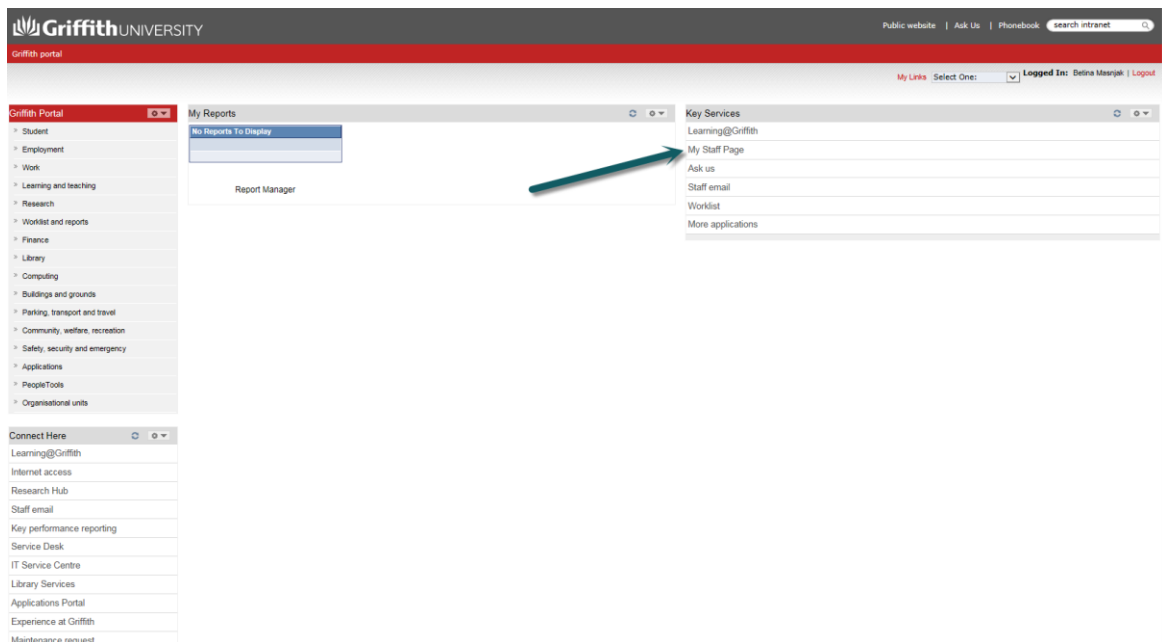 Griffith UNIVERSITY
Public website | Ask Us | Phonebook search intranet
Griffith portal
My Links Select One: Logged In: Betina Masnjak | Logout
Griffith Portal
Student
Employment
Work
Learning and teaching
Research
Worklist and reports
Finance
Library
Computing
Buildings and grounds
Parking, transport and travel
Community, welfare, recreation
Safety, security and emergency
Applications
PeopleTools
Organisational units
Connect Here
Learning@Griffith
Internet access
Research Hub
Staff email
Key performance reporting
Service Desk
IT Service Centre
Library Services
Applications Portal
Experience at Griffith
Maintenance request
My Reports
No Reports To Display
Report Manager
Key Services
Learning@Griffith
My Staff Page
Ask us
Staff email
Worklist
More applications